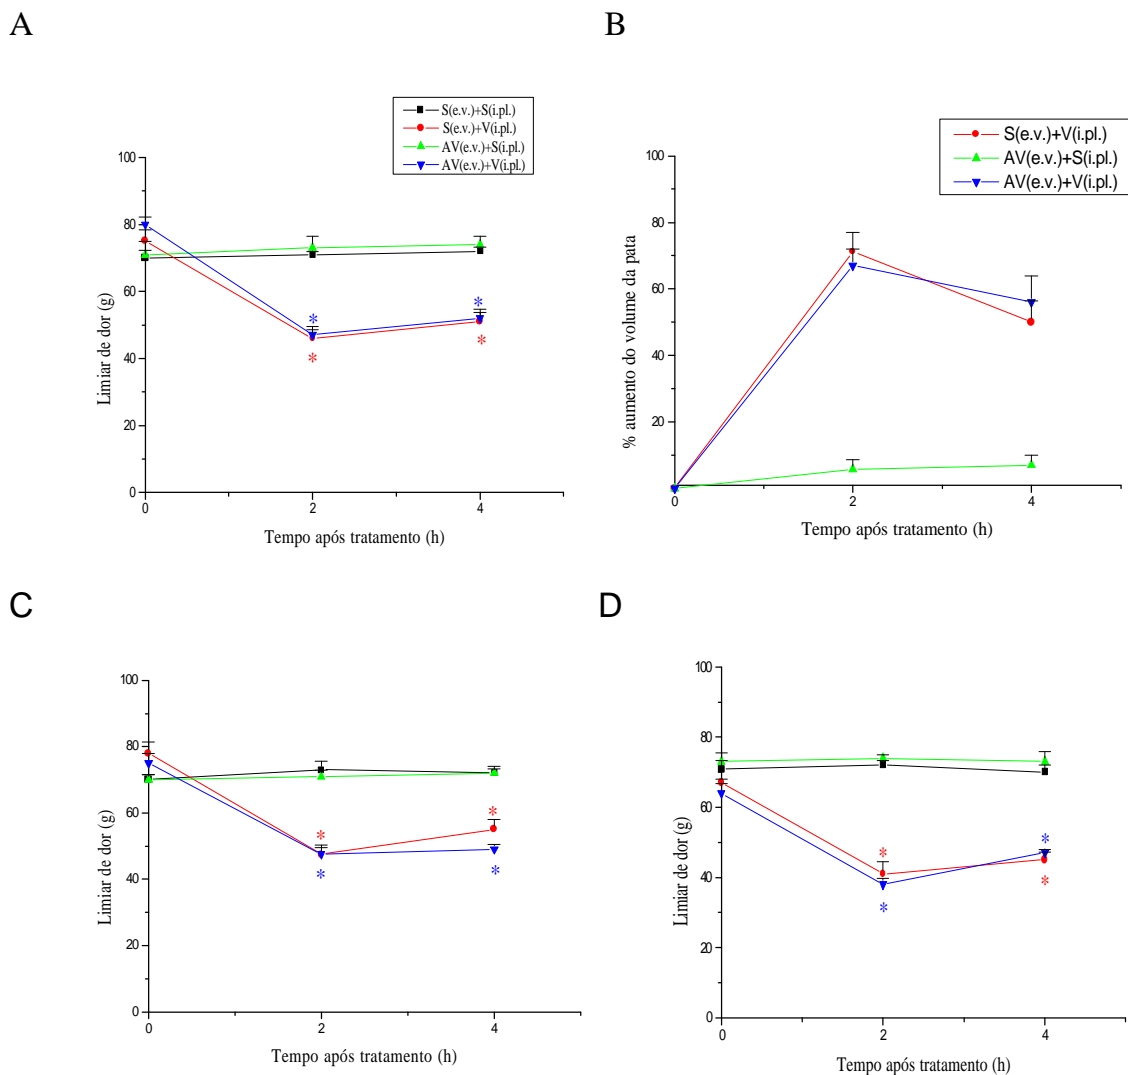 A
S(e.v.)+S(i.pl.)
S(e.v.)+V(i.pl.)
AV(e.v.)+S(i.pl.)
AV(e.v.)+V(i.pl.)
100
80
60
40
20
0
Limiar de dor (g)
*
*
*
*
0
2
4
Tempo após tratamento (h)
B
S(e.v.)+V(i.pl.)
AV(e.v.)+S(i.pl.)
AV(e.v.)+V(i.pl.)
100
80
60
40
20
% aumento do volume da pata
0
2
4
Tempo após tratamento (h)
C
100
80
60
40
20
0
Limiar de dor (g)
*
*
*
*
0
2
4
Tempo após tratamento (h)
D
100
80
60
40
20
0
Limiar de dor (g)
*
*
*
*
0
2
4
Tempo após tratamento (h)